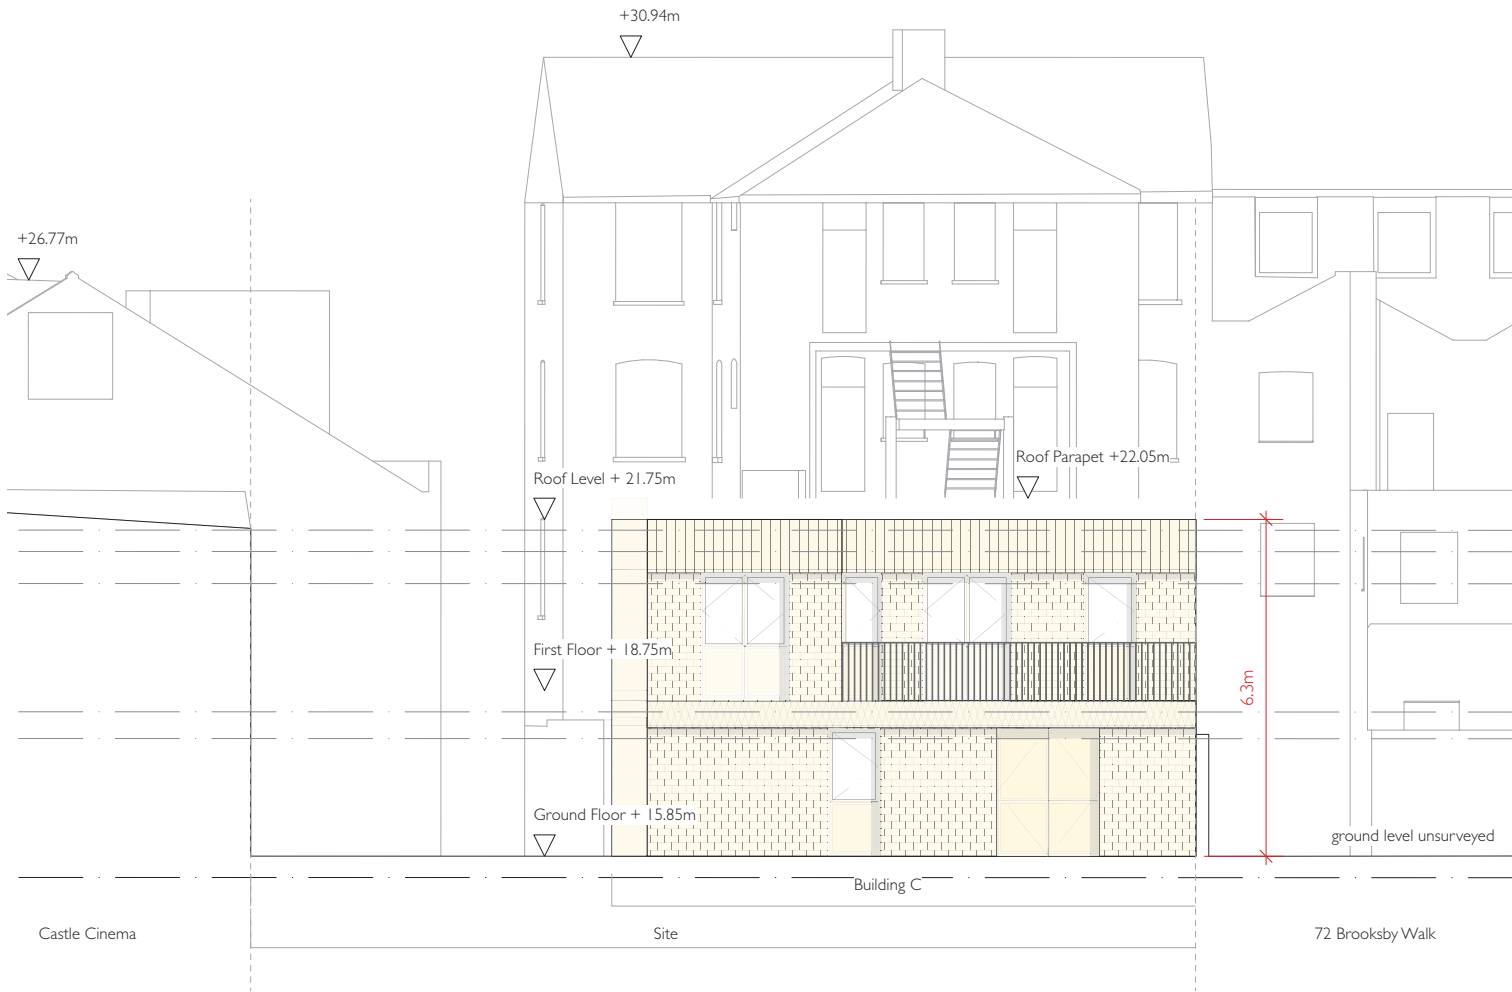 +30.94m
+26.77m
Roof Parapet +22.05m
Roof Level + 21.75m
First Floor + 18.75m
6.3m
Ground Floor + 15.85m
ground level unsurveyed
Building C
Castle Cinema
Site
72 Brooksby Walk